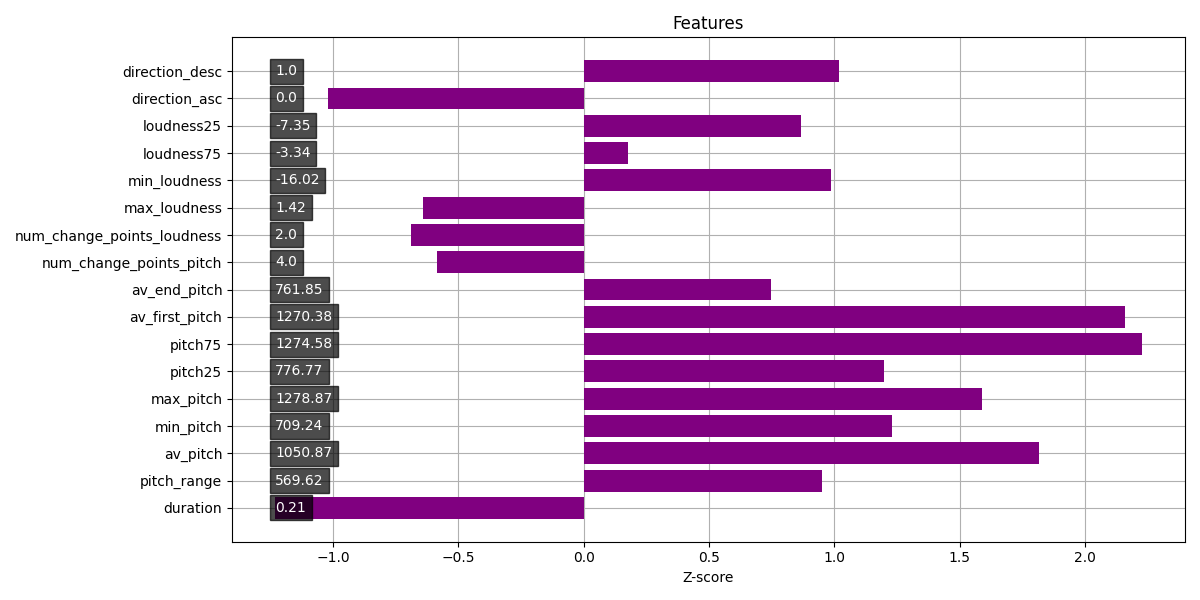 Features
direction_desc 1.0
direction_asc 0.0
loudness25 -7.35
loudness75 -3.34
min_loudness -16.02
max_loudness 1.42
num_change_points_loudness 2.0
num_change_points_pitch 4.0
av_end_pitch 761.85
av_first_pitch 1270.38
pitch75 1274.58
pitch25 776.77
max_pitch 1278.87
min_pitch 709.24
av_pitch 1050.87
pitch_range 569.62
duration 0.21
−1.0 −0.5 0.0 0.5 1.0 1.5 2.0
Z-score